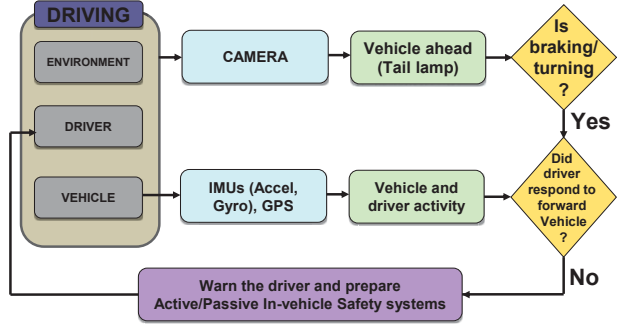 DRIVING
ENVIRONMENT
CAMERA
Vehicle ahead
(Tail lamp)
Is
braking/
turning
?
Yes
DRIVER
VEHICLE
IMUs (Accel,
Gyro), GPS
Vehicle and
driver activity
Did
driver
respond to
forward
Vehicle
?
No
Warn the driver and prepare
Active/Passive In-vehicle Safety systems